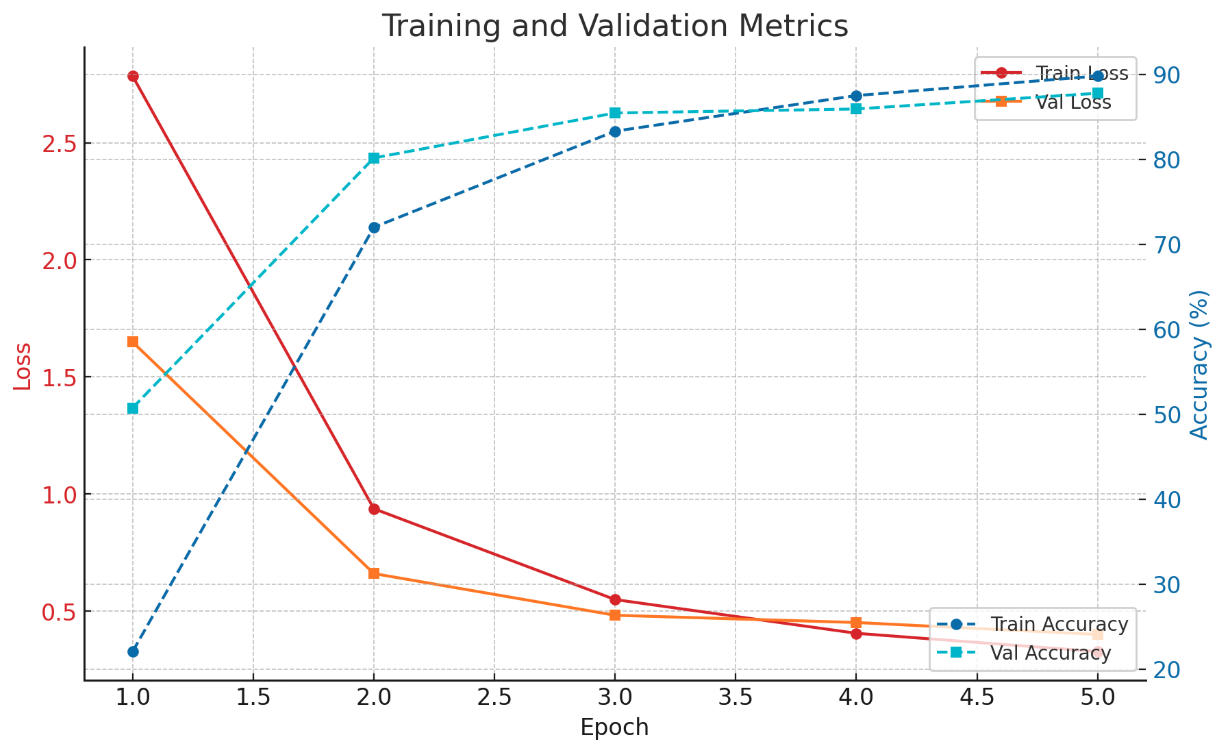 Training and Validation Metrics
Train Loss
Val Loss
Loss
2.5
2.0
1.5
1.0
0.5
90
80
70
60
50
40
30
20
Accuracy (%)
Train Accuracy
Val Accuracy
1.0 1.5 2.0 2.5 3.0 3.5 4.0 4.5 5.0
Epoch